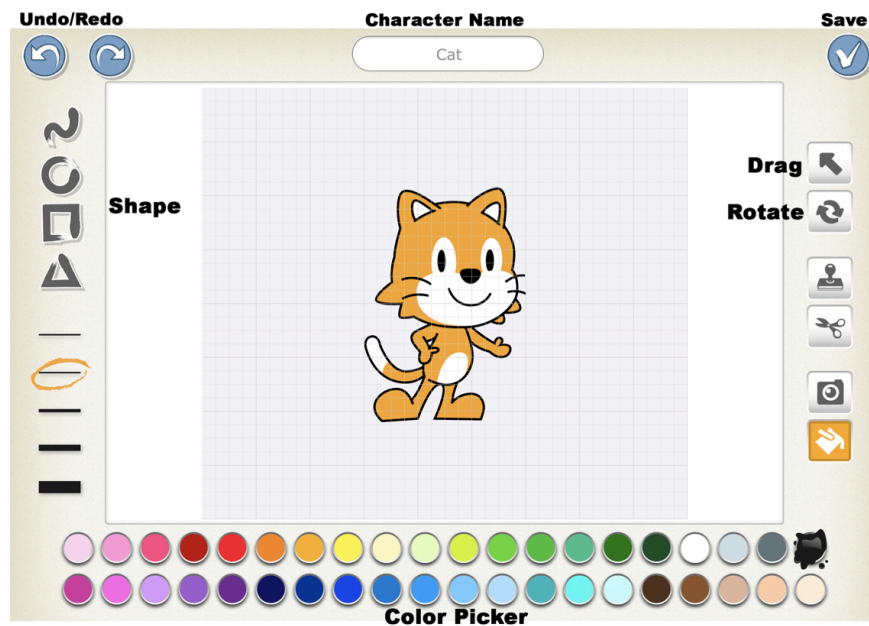 Undo/Redo
Character Name
Save
Cat
Drag
Shape
Rotate
Color Picker